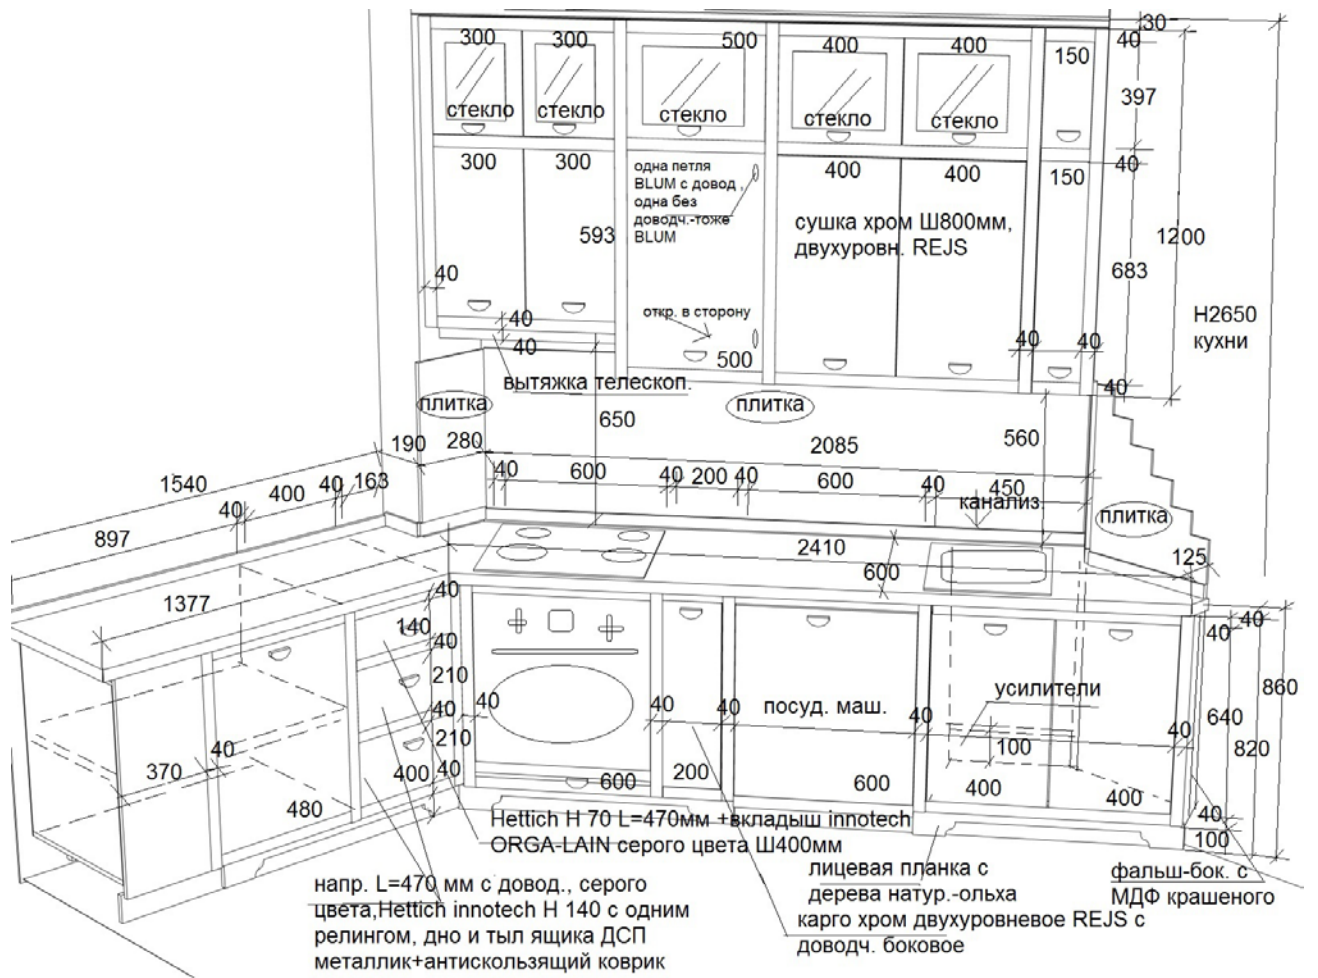 30
300
300
500
400
400
40
150
397
стекло
стекло
стекло
стекло
стекло
300
300
одна петля
BLUM с довод ,
одна без
доводч.-тоже
BLUM
400
400
150
40
593
сушка хром Ш800мм,
двухуровн. REJS
1200
683
40
H2650
кухни
откр. в сторону
40
40
500
40
40
40
вытяжка телескоп.
плитка
плитка
650
190
280
2085
560
1540
400
40
163
40
600
40
200
40
600
40
450
канализ.
плитка
897
40
2410
600
125
1377
40
140
40
210
40
210
40
400
40
40
40
посуд. маш.
40
усилители
100
40
40
40
640
820
860
370
40
480
600
200
600
400
400
40
100
Hettich H 70 L=470мм +вкладыш innotech
ORGA-LAIN серого цвета Ш400мм
лицевая планка с
дерева натур.-ольха
фальш-бок. с
МДФ крашеного
напр. L=470 мм с довод., серого
цвета,Hettich innotech H 140 с одним
релингом, дно и тыл ящика ДСП
металлик+антискользящий коврик
карго хром двухуровневое REJS с
доводч. боковое